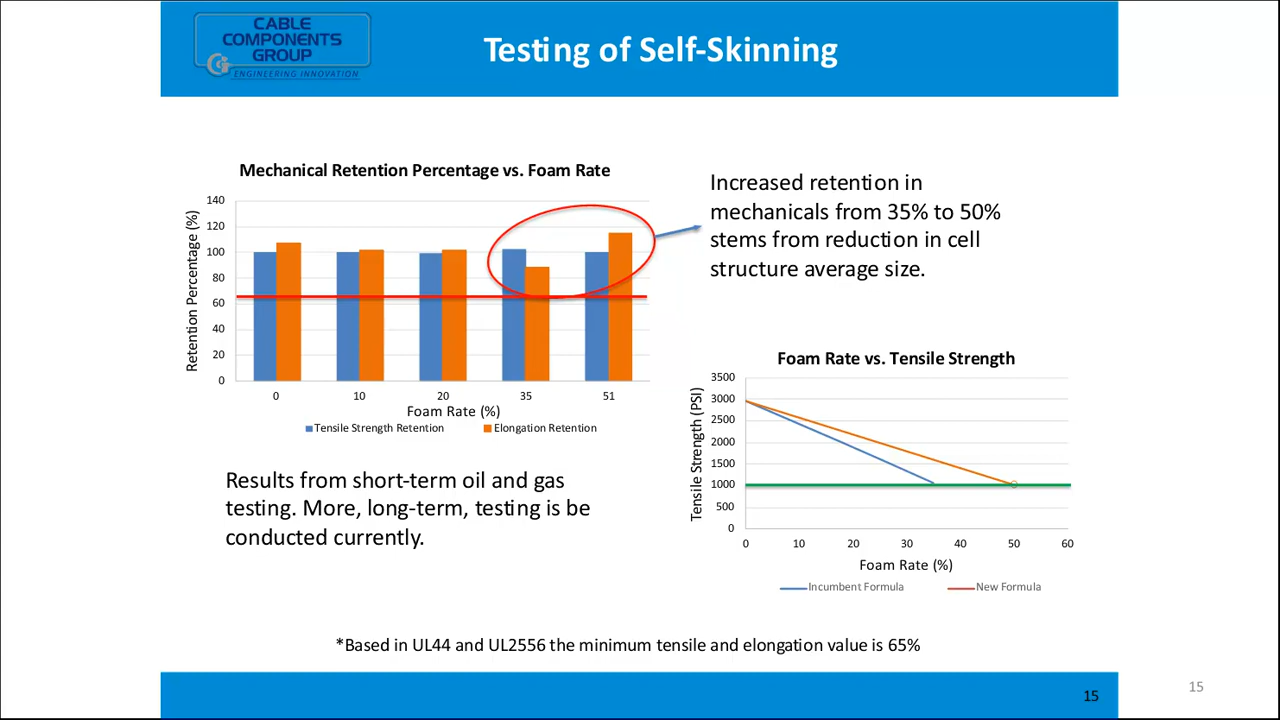 CABLE
COMPONENTS
GROUP
ENGINEERING INNOVATION
Testing of Self-Skinning
Mechanical Retention Percentage vs. Foam Rate
Retention Percentage (%)
140
120
100
80
60
40
20
0
0 10 20 35 51
Foam Rate (%)
Tensile Strength Retention Elongation Retention
Increased retention in
mechanicals from 35% to 50%
stems from reduction in cell
structure average size.
Results from short-term oil and gas
testing. More, long-term, testing is be
conducted currently.
Foam Rate vs. Tensile Strength
Tensile Strength (PSI)
3500
3000
2500
2000
1500
1000
500
0
0 10 20 30 40 50 60
Foam Rate (%)
Incumbent Formula New Formula
*Based in UL44 and UL2556 the minimum tensile and elongation value is 65%
15
15